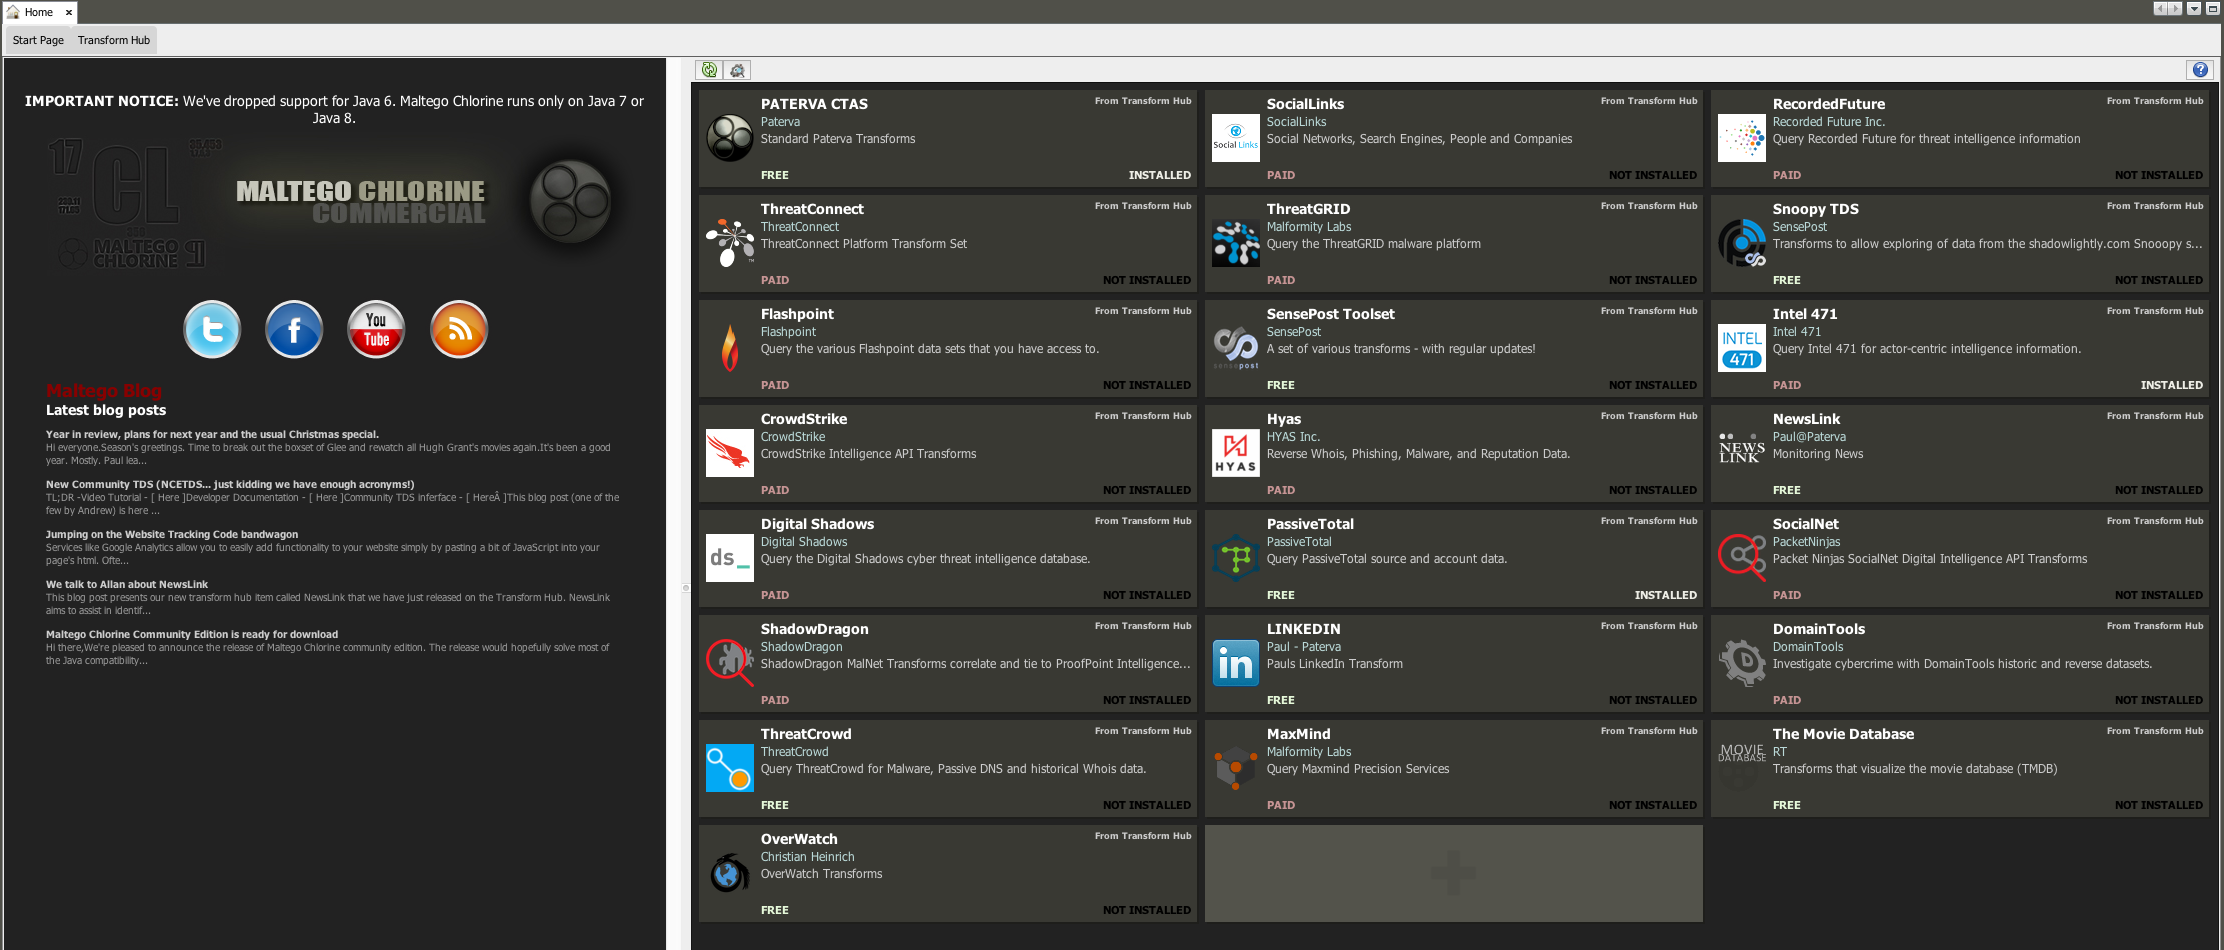 Home
Start Page Transform Hub
IMPORTANT NOTICE: We've dropped support for Java 6. Maltego Chlorine runs only on Java 7 or
Java 8.
17
CL
MALTEGO
CHLORINE
MALTEGO CHLORINE
COMMERCIAL
You
Tube
Maltego Blog
Latest blog posts
Year in review, plans for next year and the usual Christmas special.
Hi everyone.Season's greetings. Time to break out the boxset of Glee and rewatch all Hugh Grant's movies again.It's been a good
year. Mostly. Paul lea...
New Community TDS (NCETDS... just kidding we have enough acronyms!)
TL;DR -Video Tutorial - [ Here ]Developer Documentation - [ Here ]Community TDS inferface - [ HereÂ ]This blog post (one of the
few by Andrew) is here ...
Jumping on the Website Tracking Code bandwagon
Services like Google Analytics allow you to easily add functionality to your website simply by pasting a bit of JavaScript into your
page's html. Ofte...
We talk to Allan about NewsLink
This blog post presents our new transform hub item called NewsLink that we have just released on the Transform Hub. NewsLink
aims to assist in identif...
Maltego Chlorine Community Edition is ready for download
Hi there,We're pleased to announce the release of Maltego Chlorine community edition. The release would hopefully solve most of
the Java compatibility...
PATERVA CTAS
From Transform Hub
Paterva
Standard Paterva Transforms
FREE
INSTALLED
SocialLinks
From Transform Hub
SocialLinks
Social Networks, Search Engines, People and Companies
Social Links
PAID
NOT INSTALLED
RecordedFuture
From Transform Hub
Recorded Future Inc.
Query Recorded Future for threat intelligence information
PAID
NOT INSTALLED
ThreatConnect
From Transform Hub
ThreatConnect
ThreatConnect Platform Transform Set
PAID
NOT INSTALLED
ThreatGRID
From Transform Hub
Malformity Labs
Query the ThreatGRID malware platform
PAID
NOT INSTALLED
Snoopy TDS
From Transform Hub
SensePost
Transforms to allow exploring of data from the shadowlightly.com Snooopy s...
FREE
NOT INSTALLED
Flashpoint
From Transform Hub
Flashpoint
Query the various Flashpoint data sets that you have access to.
PAID
NOT INSTALLED
SensePost Toolset
From Transform Hub
SensePost
A set of various transforms - with regular updates!
sensepost
FREE
NOT INSTALLED
Intel 471
From Transform Hub
Intel 471
Query Intel 471 for actor-centric intelligence information.
INTEL
471
PAID
INSTALLED
CrowdStrike
From Transform Hub
CrowdStrike
CrowdStrike Intelligence API Transforms
PAID
NOT INSTALLED
Hyas
From Transform Hub
HYAS Inc.
Reverse Whois, Phishing, Malware, and Reputation Data.
HYAS
PAID
NOT INSTALLED
NewsLink
From Transform Hub
Paul@Paterva
Monitoring News
NEWS
LINK
FREE
NOT INSTALLED
Digital Shadows
From Transform Hub
Digital Shadows
Query the Digital Shadows cyber threat intelligence database.
ds_
PAID
NOT INSTALLED
PassiveTotal
From Transform Hub
PassiveTotal
Query PassiveTotal source and account data.
FREE
INSTALLED
SocialNet
From Transform Hub
PacketNinjas
Packet Ninjas SocialNet Digital Intelligence API Transforms
PAID
NOT INSTALLED
ShadowDragon
From Transform Hub
ShadowDragon
ShadowDragon MalNet Transforms correlate and tie to ProofPoint Intelligence...
PAID
NOT INSTALLED
LINKEDIN
From Transform Hub
Paul - Paterva
Pauls LinkedIn Transform
in
FREE
NOT INSTALLED
DomainTools
From Transform Hub
DomainTools
Investigate cybercrime with DomainTools historic and reverse datasets.
D
PAID
NOT INSTALLED
ThreatCrowd
From Transform Hub
ThreatCrowd
Query ThreatCrowd for Malware, Passive DNS and historical Whois data.
FREE
NOT INSTALLED
MaxMind
From Transform Hub
Malformity Labs
Query Maxmind Precision Services
PAID
NOT INSTALLED
The Movie Database
From Transform Hub
RT
Transforms that visualize the movie database (TMDB)
MOVIE
DATABASE
FREE
NOT INSTALLED
OverWatch
From Transform Hub
Christian Heinrich
OverWatch Transforms
FREE
NOT INSTALLED